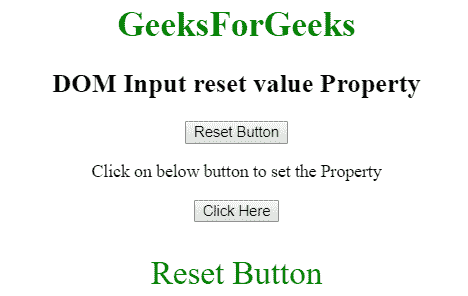 GeeksForGeeks
DOM Input reset value Property
Reset Button
Click on below button to set the Property
Click Here
Reset Button